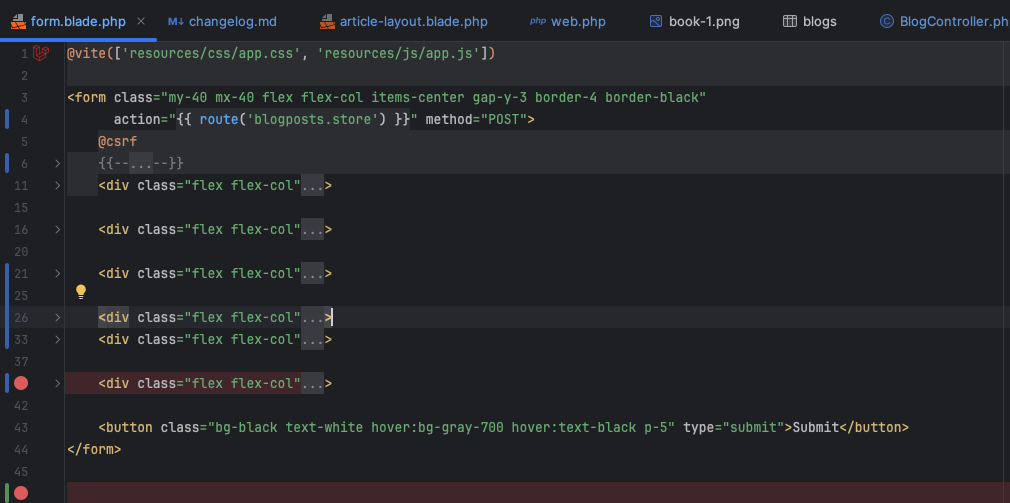 form.blade.php × M↓ changelog.md article-layout.blade.php php web.php book-1.png blogs © BlogController.ph
1 @vite(['resources/css/app.css', 'resources/js/app.js'])
2
3 <form class="my-40 mx-40 flex flex-col items-center gap-y-3 border-4 border-black"
4 action="{{ route('blogposts.store') }}" method="POST">
5 @csrf
6 {{--...--}}
11 <div class="flex flex-col"...>
15
16 <div class="flex flex-col"...>
20
21 <div class="flex flex-col"...>
25
26 <div class="flex flex-col"...>
33 <div class="flex flex-col"...>
37
<div class="flex flex-col"...>
42
43 <button class="bg-black text-white hover:bg-gray-700 hover:text-black p-5" type="submit">Submit</button>
44 </form>
45